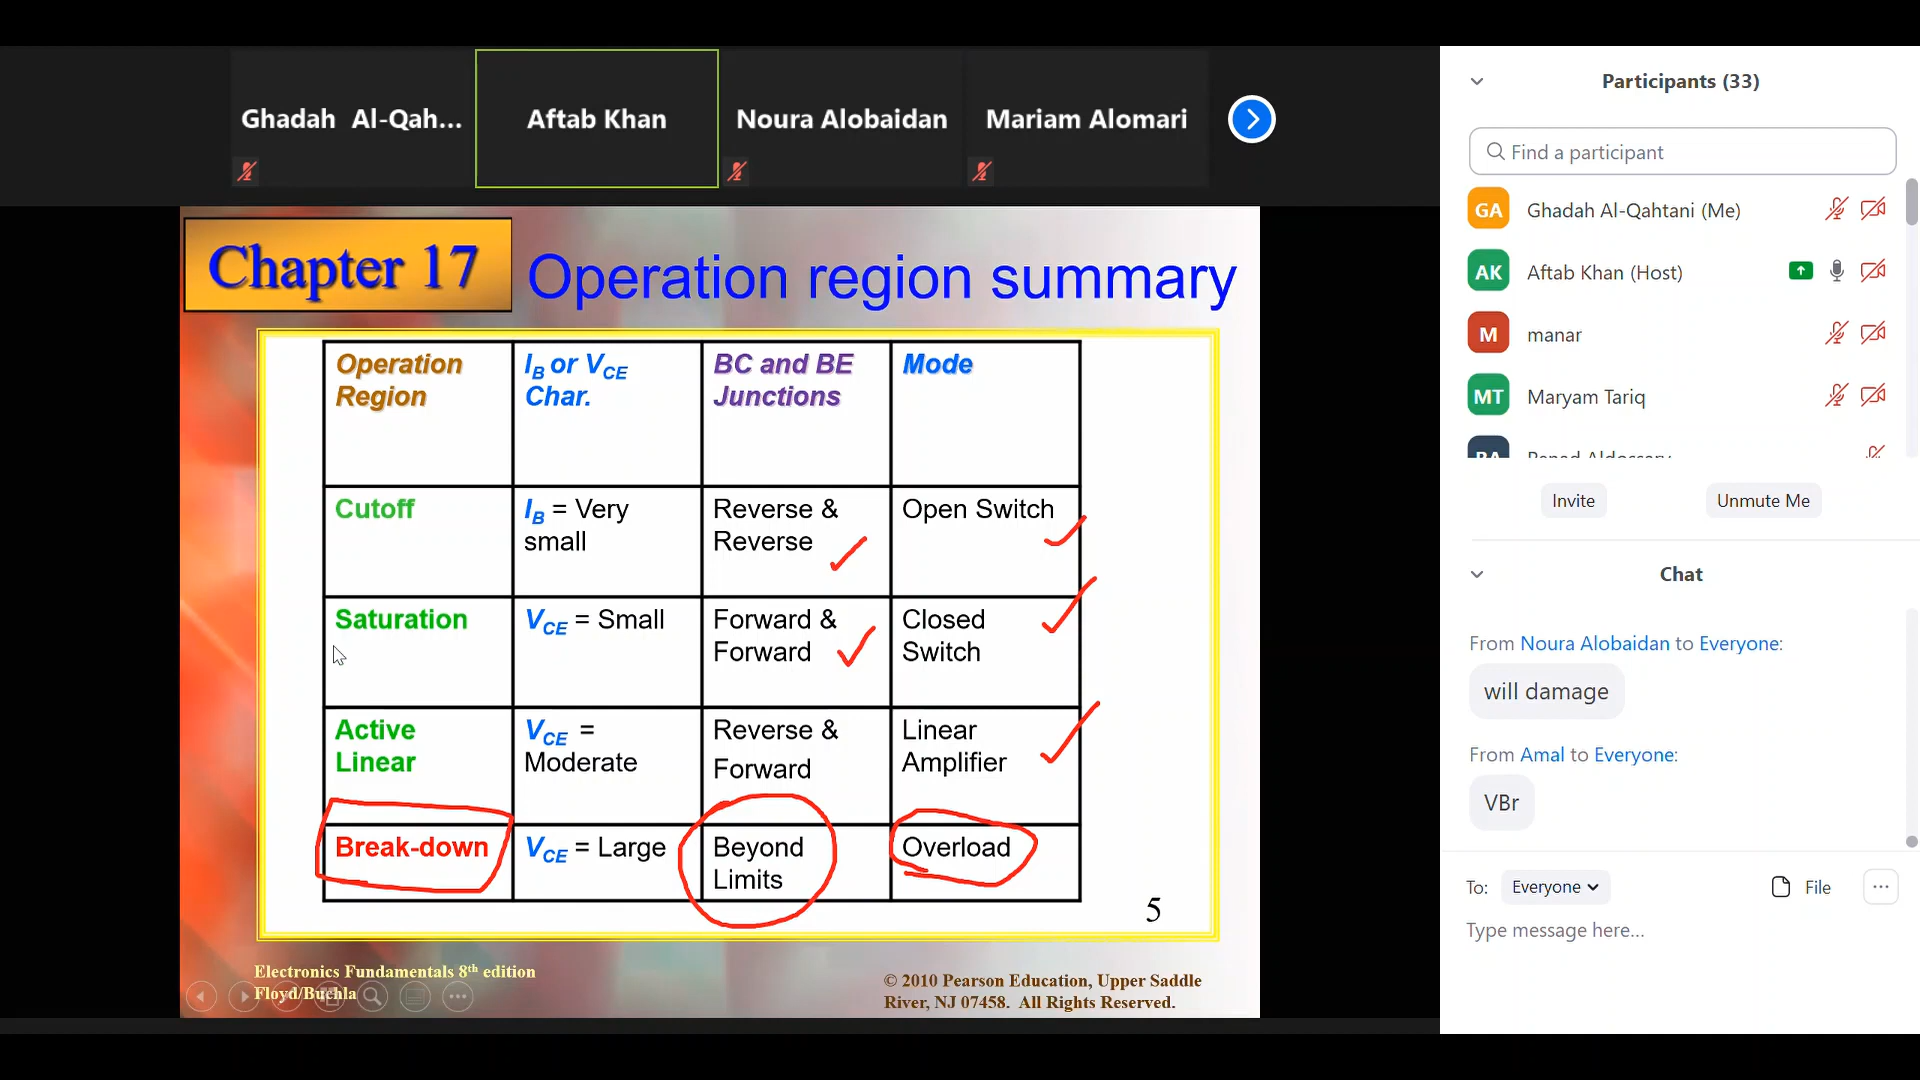 Ghadah Al-Qah...
Aftab Khan
Noura Alobaidan
Mariam Alomari
Chapter 17
Operation region summary
Operation
Region
IB or VCE
Char.
BC and BE
Junctions
Mode
Cutoff
IB = Very
small
Reverse &
Reverse
Open Switch
Saturation
VCE = Small
Forward &
Forward
Closed
Switch
Active
Linear
VCE =
Moderate
Reverse &
Forward
Linear
Amplifier
Break-down
VCE = Large
Beyond
Limits
Overload
5
Electronics Fundamentals 8th edition
Floyd/Buchla
© 2010 Pearson Education, Upper Saddle
River, NJ 07458. All Rights Reserved.
Participants (33)
Find a participant
GA
Ghadah Al-Qahtani (Me)
AK
Aftab Khan (Host)
M
manar
MT
Maryam Tariq
Invite
Unmute Me
Chat
From Noura Alobaidan to Everyone:
will damage
From Amal to Everyone:
VBr
To: Everyone
File
...
Type message here...